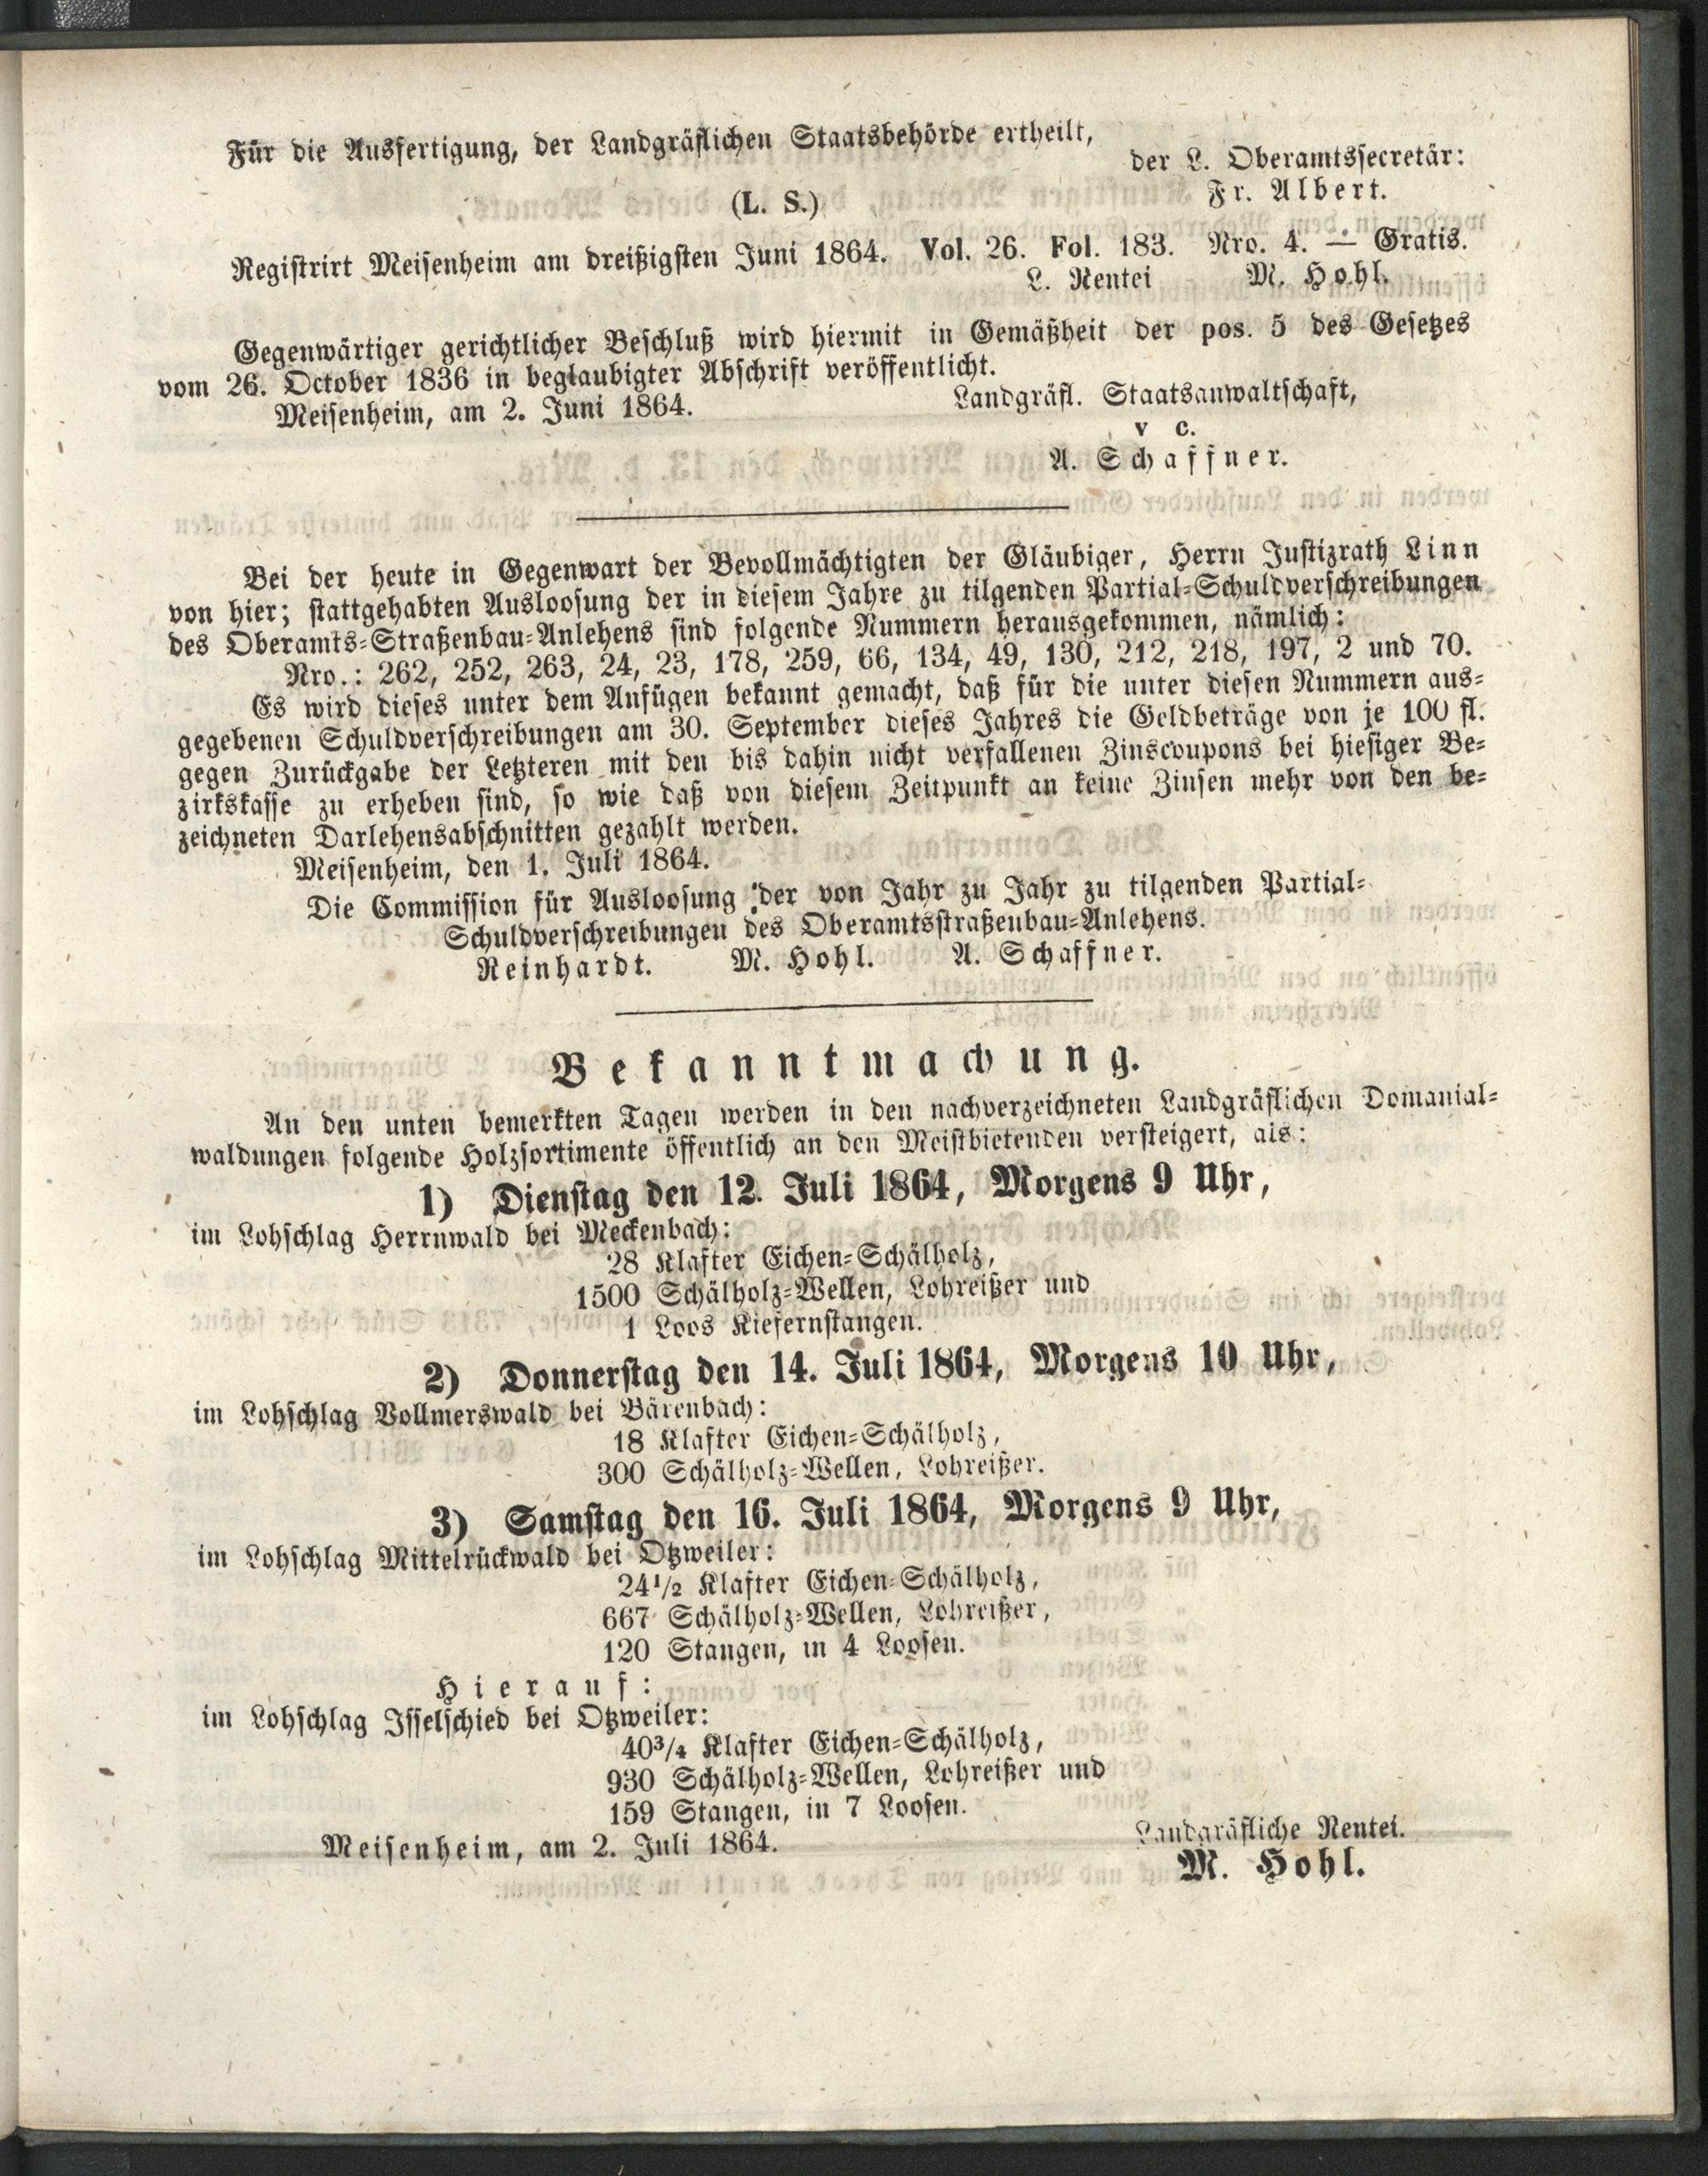 Für die Ausfertigung, der Landgräflichen Staatsbehörde ertheilt,
der L. Oberamtssecretär:
(L. S.) Fr. Albert.
Registrirt Meisenheim am dreißigsten Juni 1864. Vol. 26. Fol. 183. Nro. 4. — Gratis.
L. Rentei M. Hohl.
Gegenwärtiger gerichtlicher Beschluß wird hiermit in Gemäßheit der pos. 5 des Gesetzes
vom 26. October 1836 in beglaubigter Abschrift veröffentlicht.
Meisenheim, am 2. Juni 1864. Landgräfl. Staatsanwaltschaft,
v c.
A. Schaffner.
Bei der heute in Gegenwart der Bevollmächtigten der Gläubiger, Herrn Justizrath Linn
von hier; stattgehabten Ausloosung der in diesem Jahre zu tilgenden Partial-Schuldverschreibungen
des Oberamts-Straßenbau-Anlehens sind folgende Nummern herausgekommen, nämlich:
Nro.: 262, 252, 263, 24, 23, 178, 259, 66, 134, 49, 130, 212, 218, 197, 2 und 70.
Es wird dieses unter dem Anfügen bekannt gemacht, daß für die unter diesen Nummern aus-
gegebenen Schuldverschreibungen am 30. September dieses Jahres die Geldbeträge von je 100 fl.
gegen Zurückgabe der Letzteren mit den bis dahin nicht verfallenen Zinscoupons bei hiesiger Be-
zirkskasse zu erheben sind, so wie daß von diesem Zeitpunkt an keine Zinsen mehr von den be-
zeichneten Darlehensabschnitten gezahlt werden.
Meisenheim, den 1. Juli 1864.
Die Commission für Ausloosung der von Jahr zu Jahr zu tilgenden Partial-
Schuldverschreibungen des Oberamtsstraßenbau-Anlehens.
Reinhardt. M. Hohl. A. Schaffner.
Bekanntmachung.
An den unten bemerkten Tagen werden in den nachverzeichneten Landgräflichen Domanial-
waldungen folgende Holzsortimente öffentlich an den Meistbietenden versteigert, als:
1) Dienstag den 12. Juli 1864, Morgens 9 Uhr,
im Lohschlag Herrnwald bei Meckenbach:
28 Klafter Eichen-Schälholz,
1500 Schälholz-Wellen, Lohreißer und
1 Loos Kiefernstangen.
2) Donnerstag den 14. Juli 1864, Morgens 10 Uhr,
im Lohschlag Vollmerswald bei Bärenbach:
18 Klafter Eichen-Schälholz,
300 Schälholz-Wellen, Lohreißer.
3) Samstag den 16. Juli 1864, Morgens 9 Uhr,
im Lohschlag Mittelrückwald bei Otzweiler:
24¹/₂ Klafter Eichen-Schälholz,
667 Schälholz-Wellen, Lohreißer,
120 Stangen, in 4 Loosen.
Hierauf:
im Lohschlag Isselschied bei Otzweiler:
40³/₄ Klafter Eichen-Schälholz,
930 Schälholz-Wellen, Lohreißer und
159 Stangen, in 7 Loosen.
Meisenheim, am 2. Juli 1864. Landgräfliche Rentei.
M. Hohl.